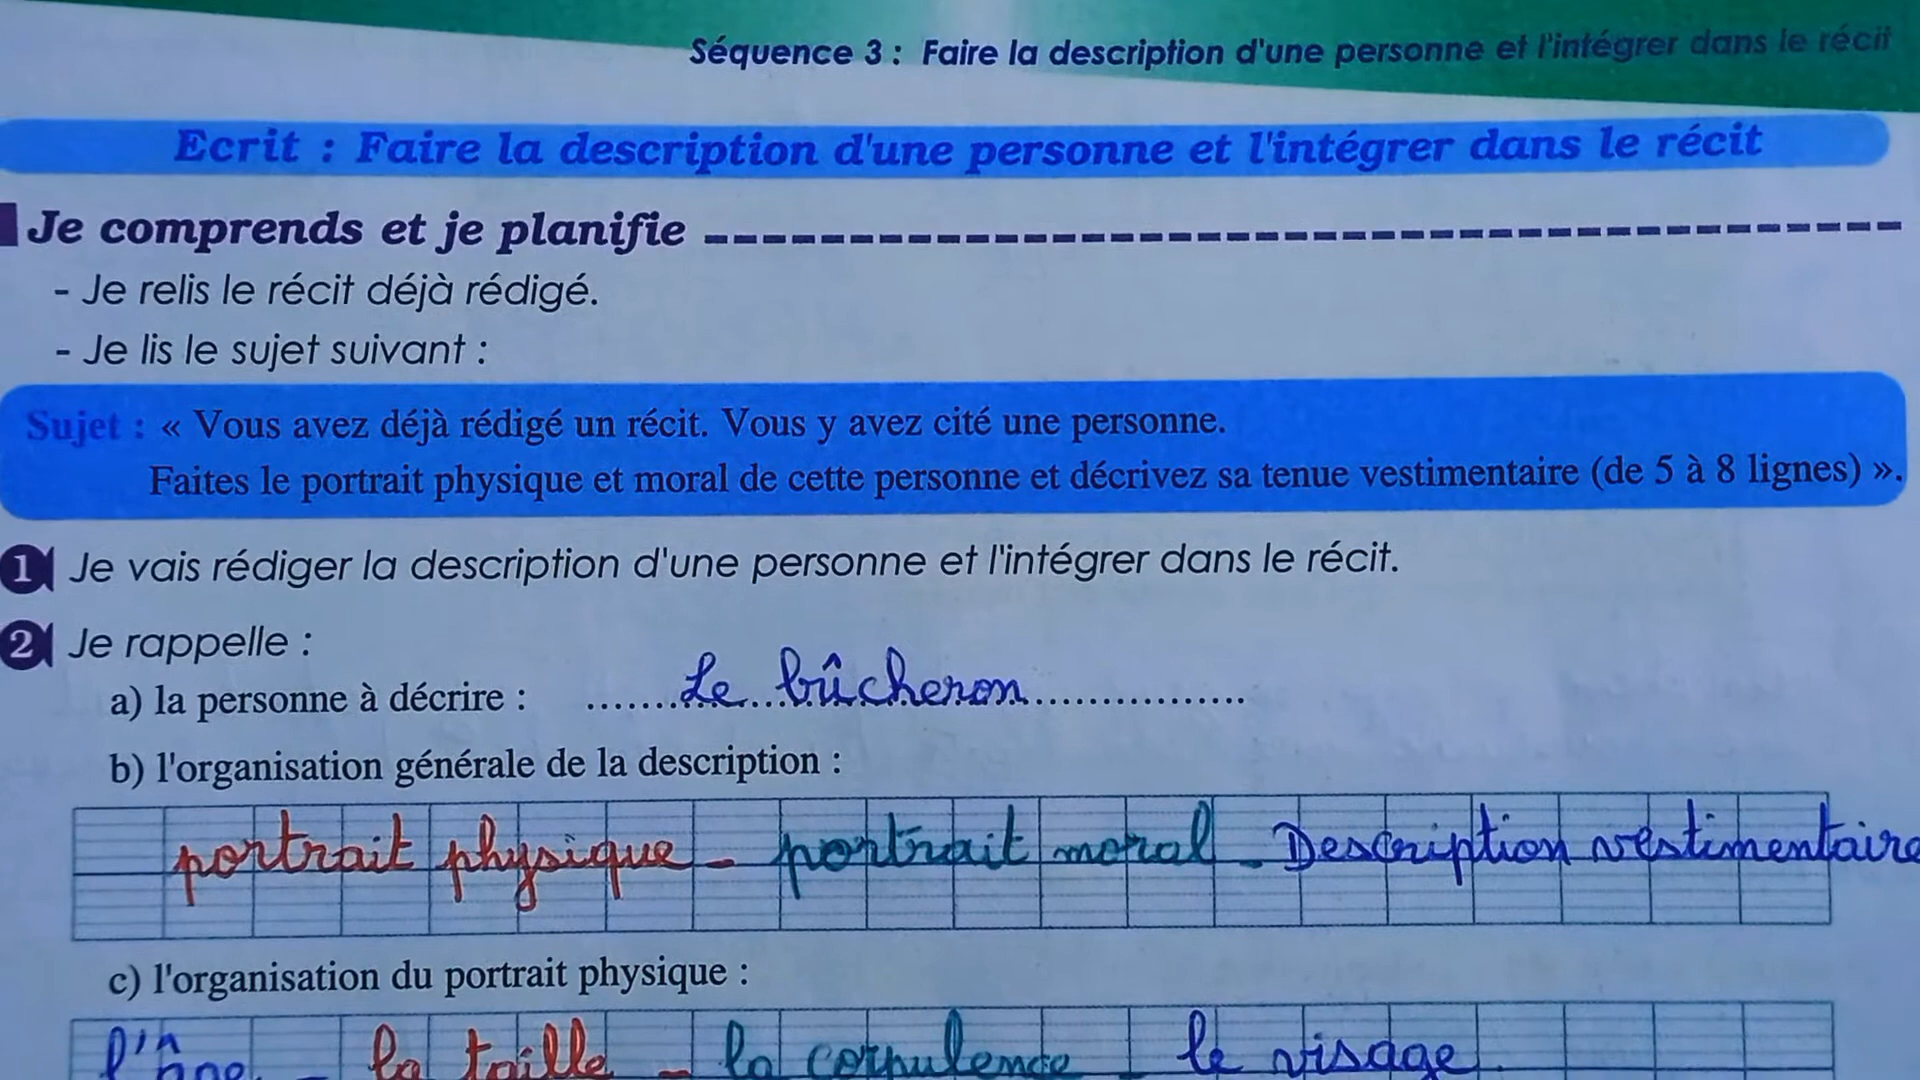 Séquence 3 : Faire la description d'une personne et l'intégrer dans le récit
Ecrit : Faire la description d'une personne et l'intégrer dans le récit
Je comprends et je planifie
- Je relis le récit déjà rédigé.
- Je lis le sujet suivant :
Sujet : « Vous avez déjà rédigé un récit. Vous y avez cité une personne.
Faites le portrait physique et moral de cette personne et décrivez sa tenue vestimentaire (de 5 à 8 lignes) ».
1 Je vais rédiger la description d'une personne et l'intégrer dans le récit.
2 Je rappelle :
a) la personne à décrire : Le bûcheron
b) l'organisation générale de la description :
portrait physique - portrait moral - Description vestimentaire
c) l'organisation du portrait physique :
l'âge - la taille - la corpulence - le visage.